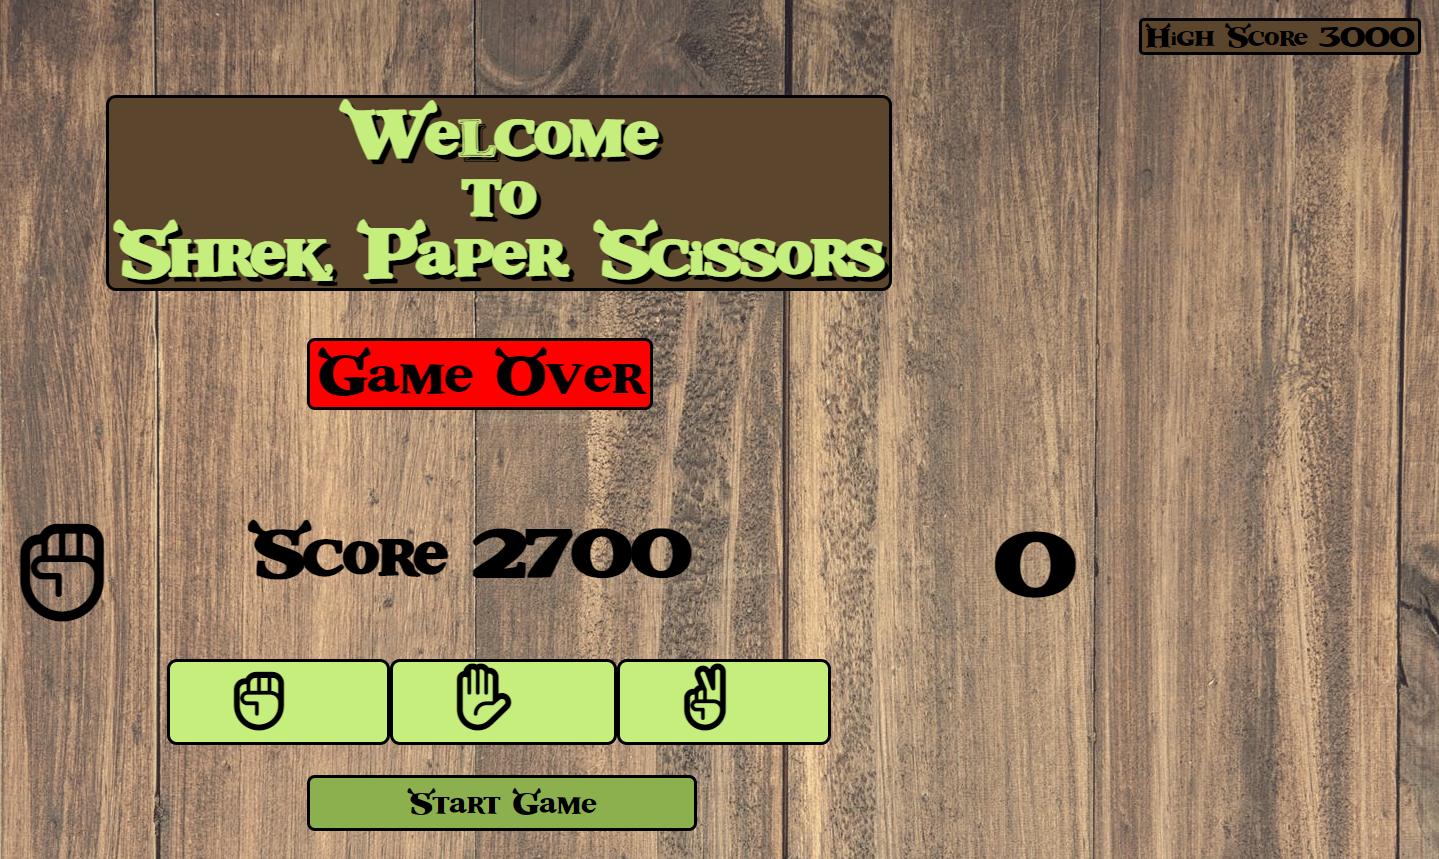 High Score 3000
Welcome
to
Shrek, Paper, Scissors
Game Over
Score 2700
0
Start Game